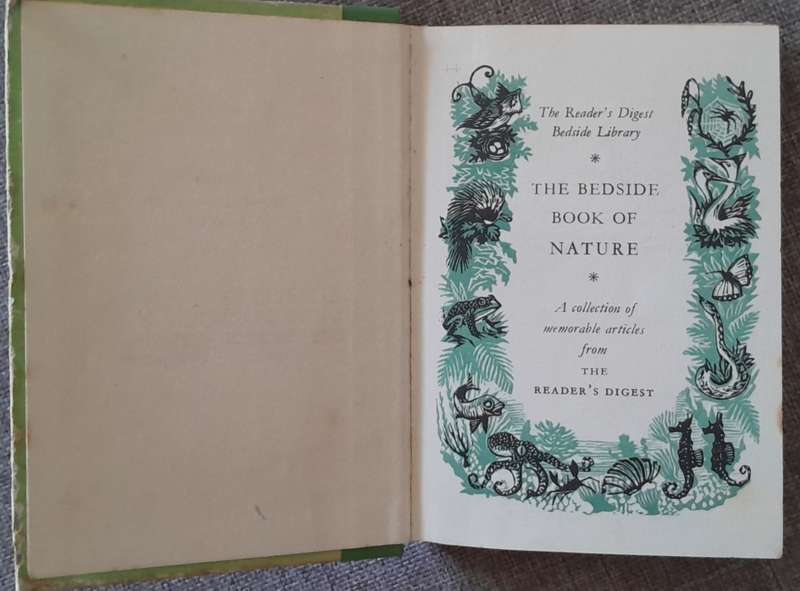 The Reader's Digest
Bedside Library
*
THE BEDSIDE
BOOK OF
NATURE
*
A collection of
memorable articles
from
THE
READER'S DIGEST